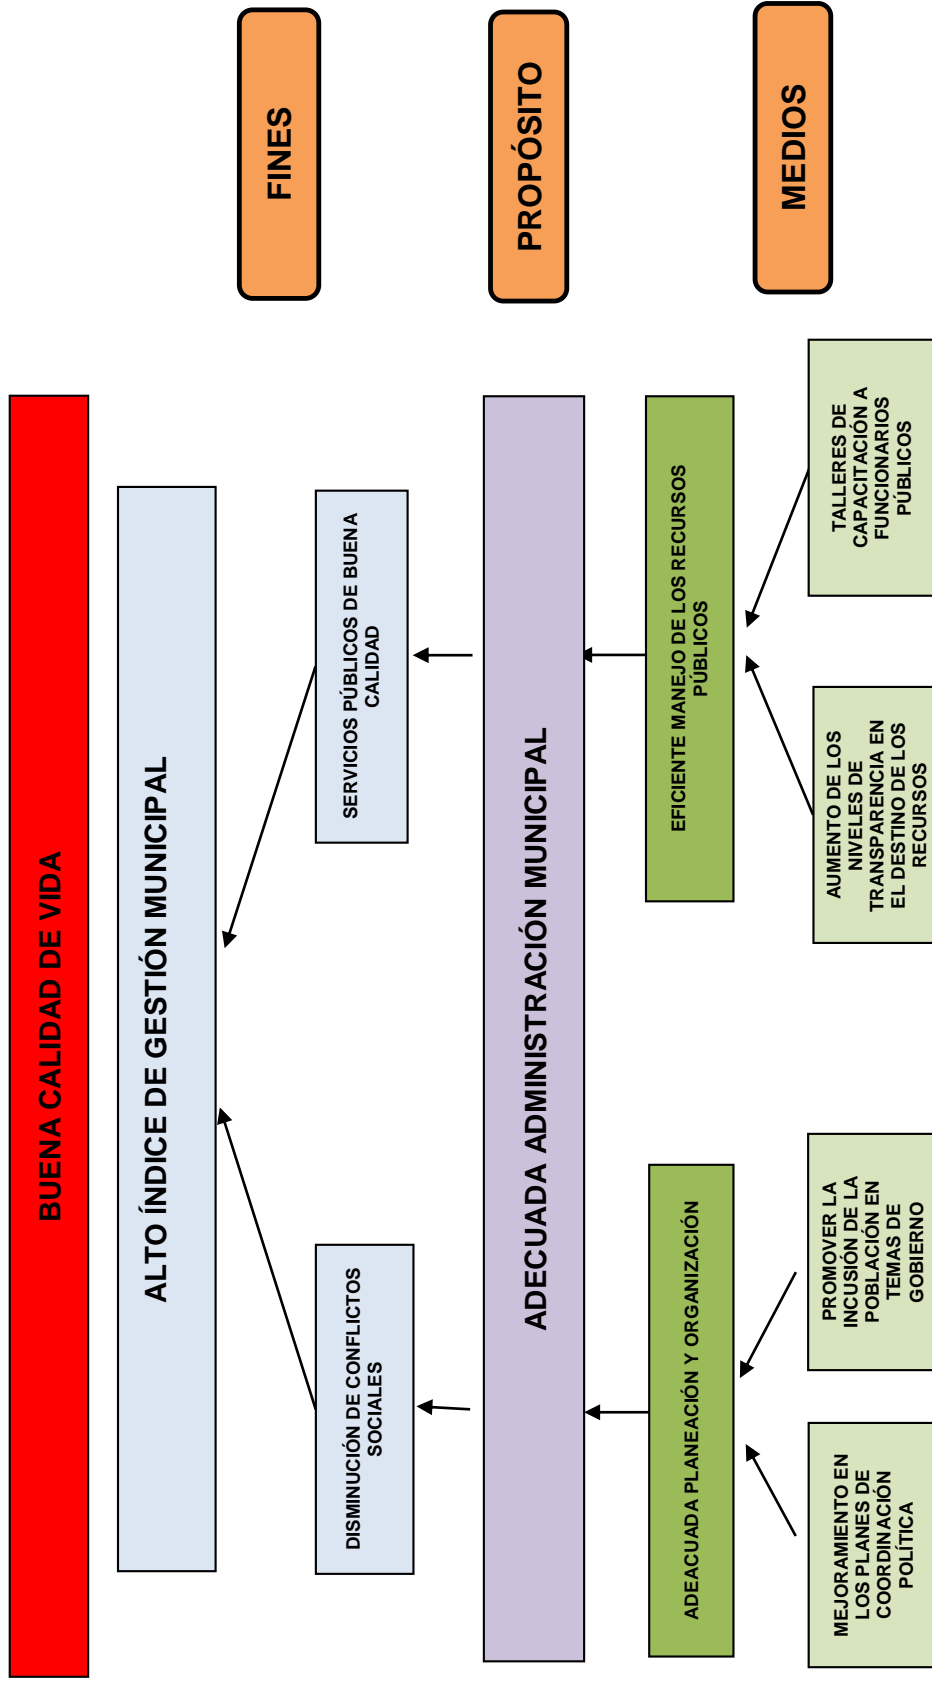 BUENA CALIDAD DE VIDA
ALTO ÍNDICE DE GESTIÓN MUNICIPAL
FINES
DISMINUCIÓN DE CONFLICTOS
SOCIALES
SERVICIOS PÚBLICOS DE BUENA
CALIDAD
ADECUADA ADMINISTRACIÓN MUNICIPAL
PROPÓSITO
ADEACUADA PLANEACIÓN Y ORGANIZACIÓN
EFICIENTE MANEJO DE LOS RECURSOS
PÚBLICOS
MEDIOS
MEJORAMIENTO EN
LOS PLANES DE
COORDINACIÓN
POLÍTICA
PROMOVER LA
INCUSIÓN DE LA
POBLACIÓN EN
TEMAS DE
GOBIERNO
AUMENTO DE LOS
NIVELES DE
TRANSPARENCIA EN
EL DESTINO DE LOS
RECURSOS
TALLERES DE
CAPACITACIÓN A
FUNCIONARIOS
PÚBLICOS